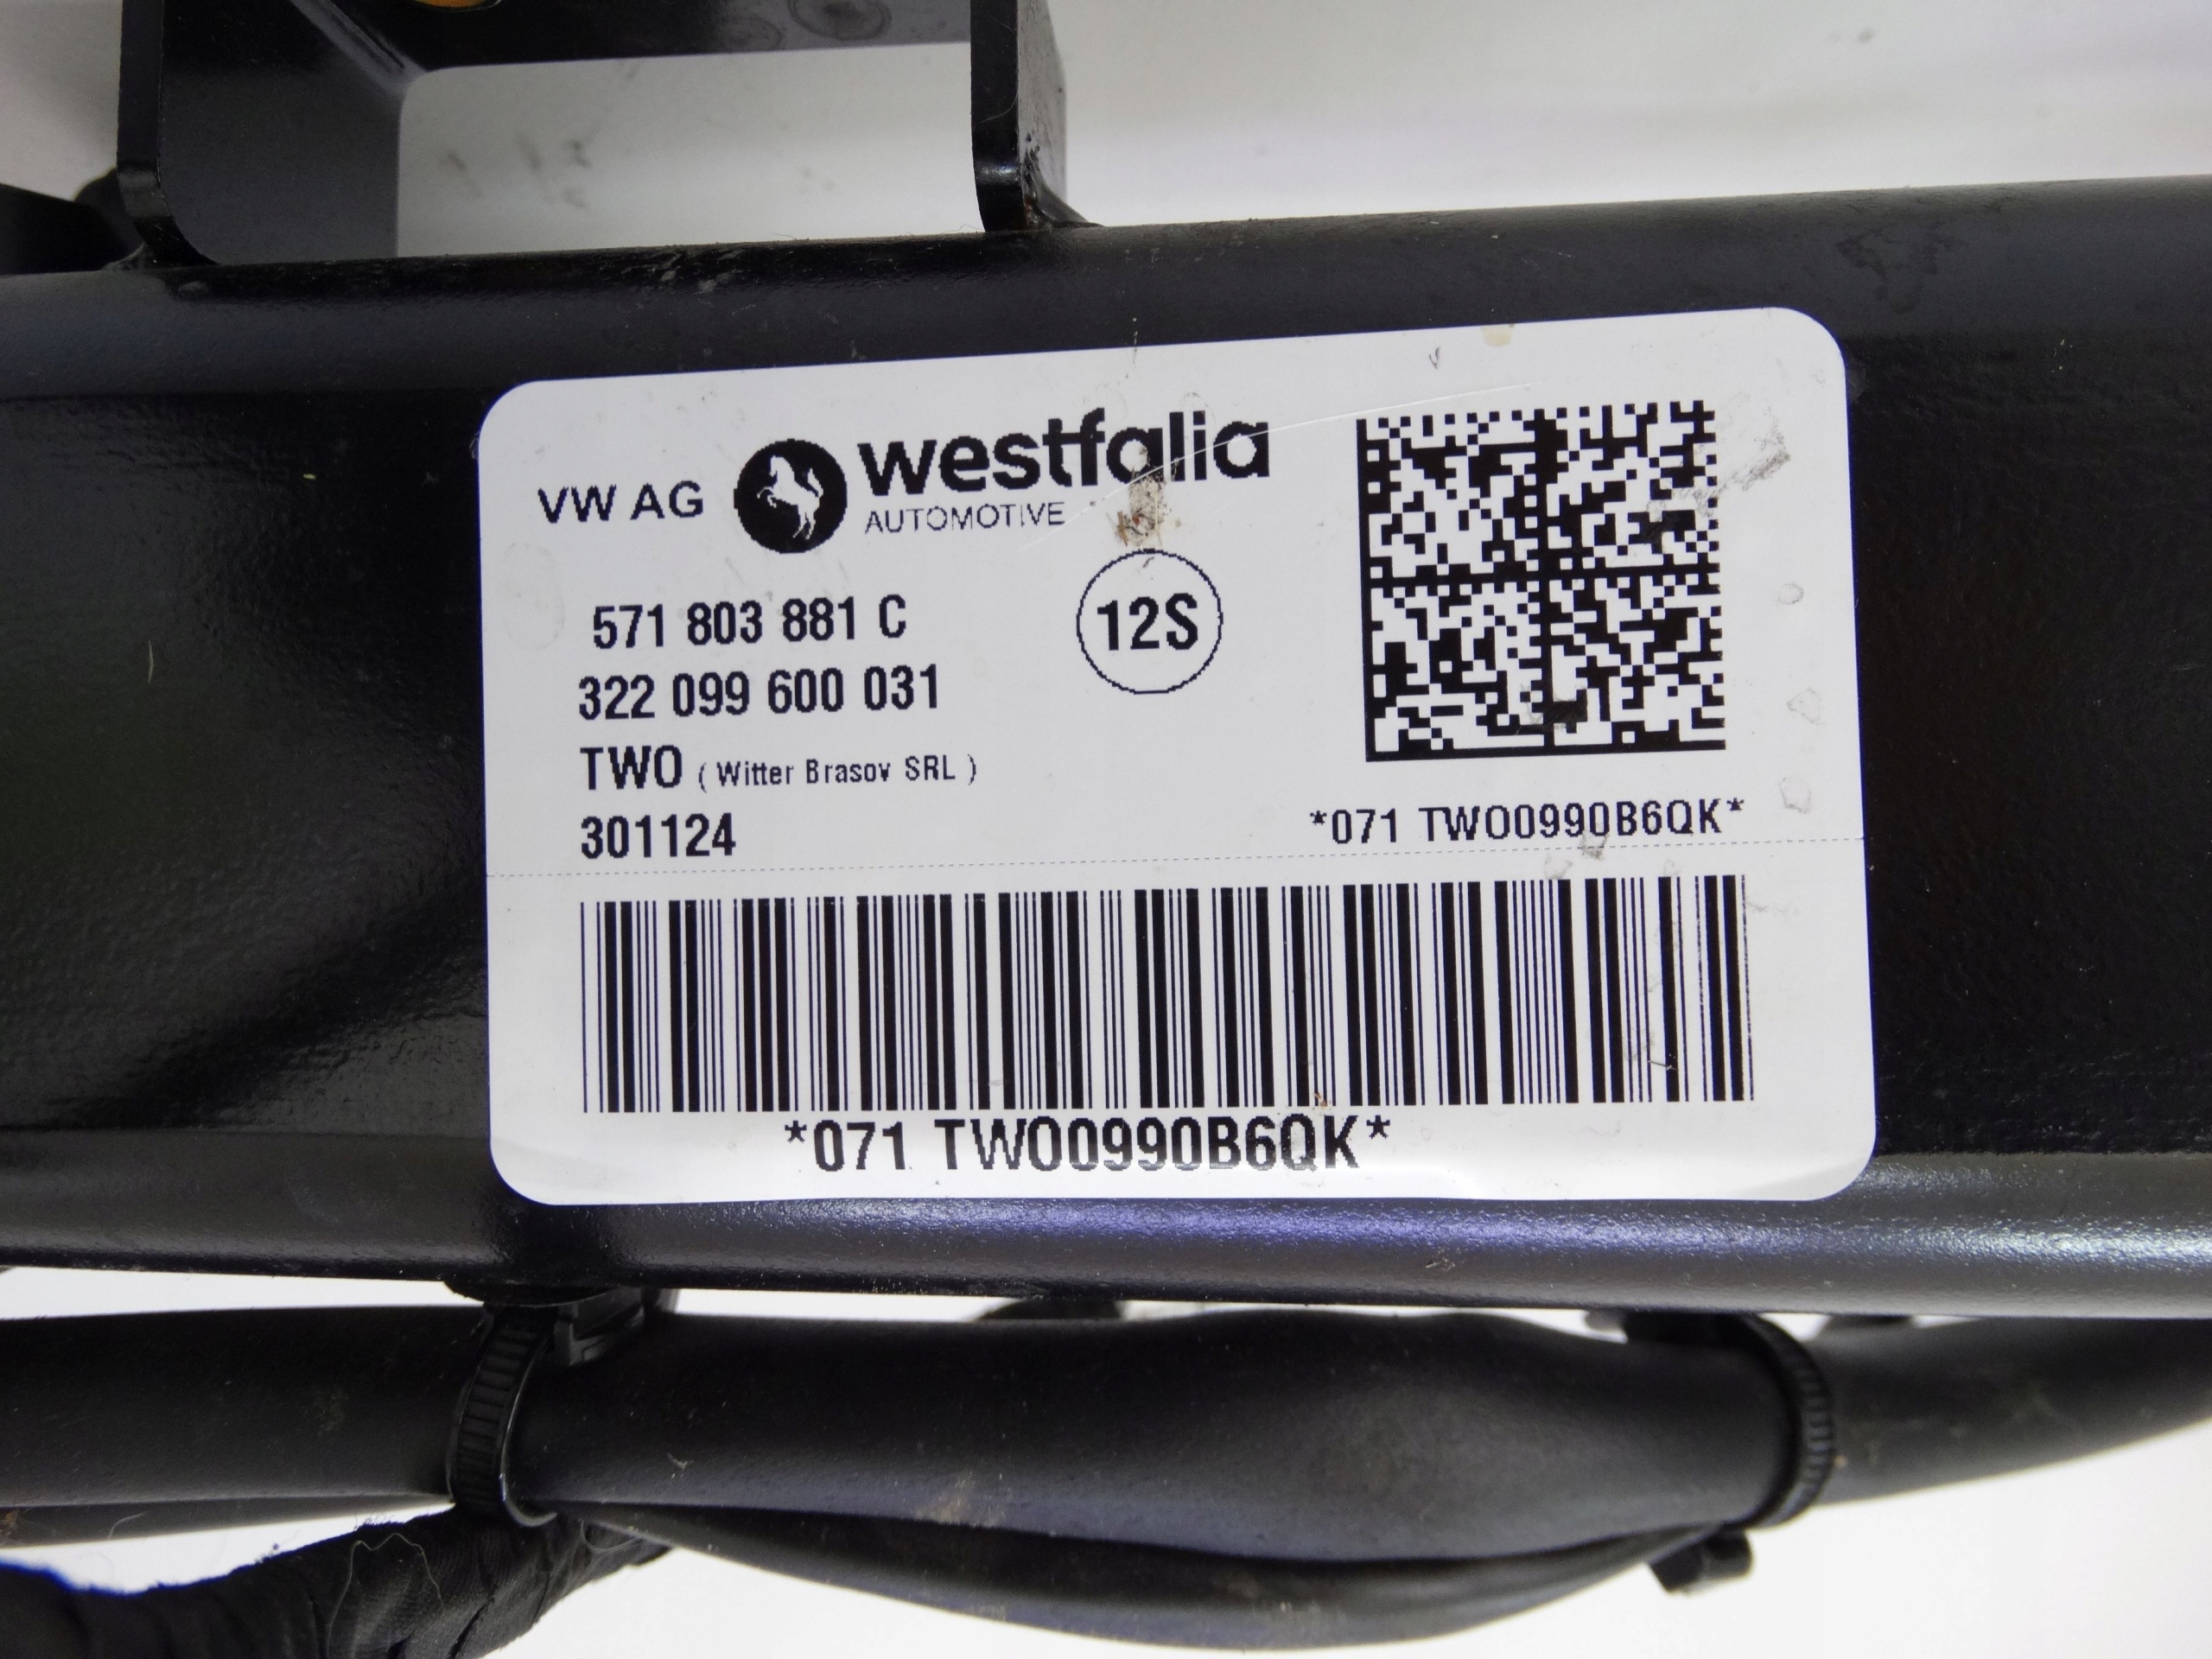 VW AG westfalia
AUTOMOTIVE
571 803 881 C
12S
322 099 600 031
TWO ( Witter Brasov SRL )
301124
*071 TWO0990B6QK*
*071 TWO0990B6QK*